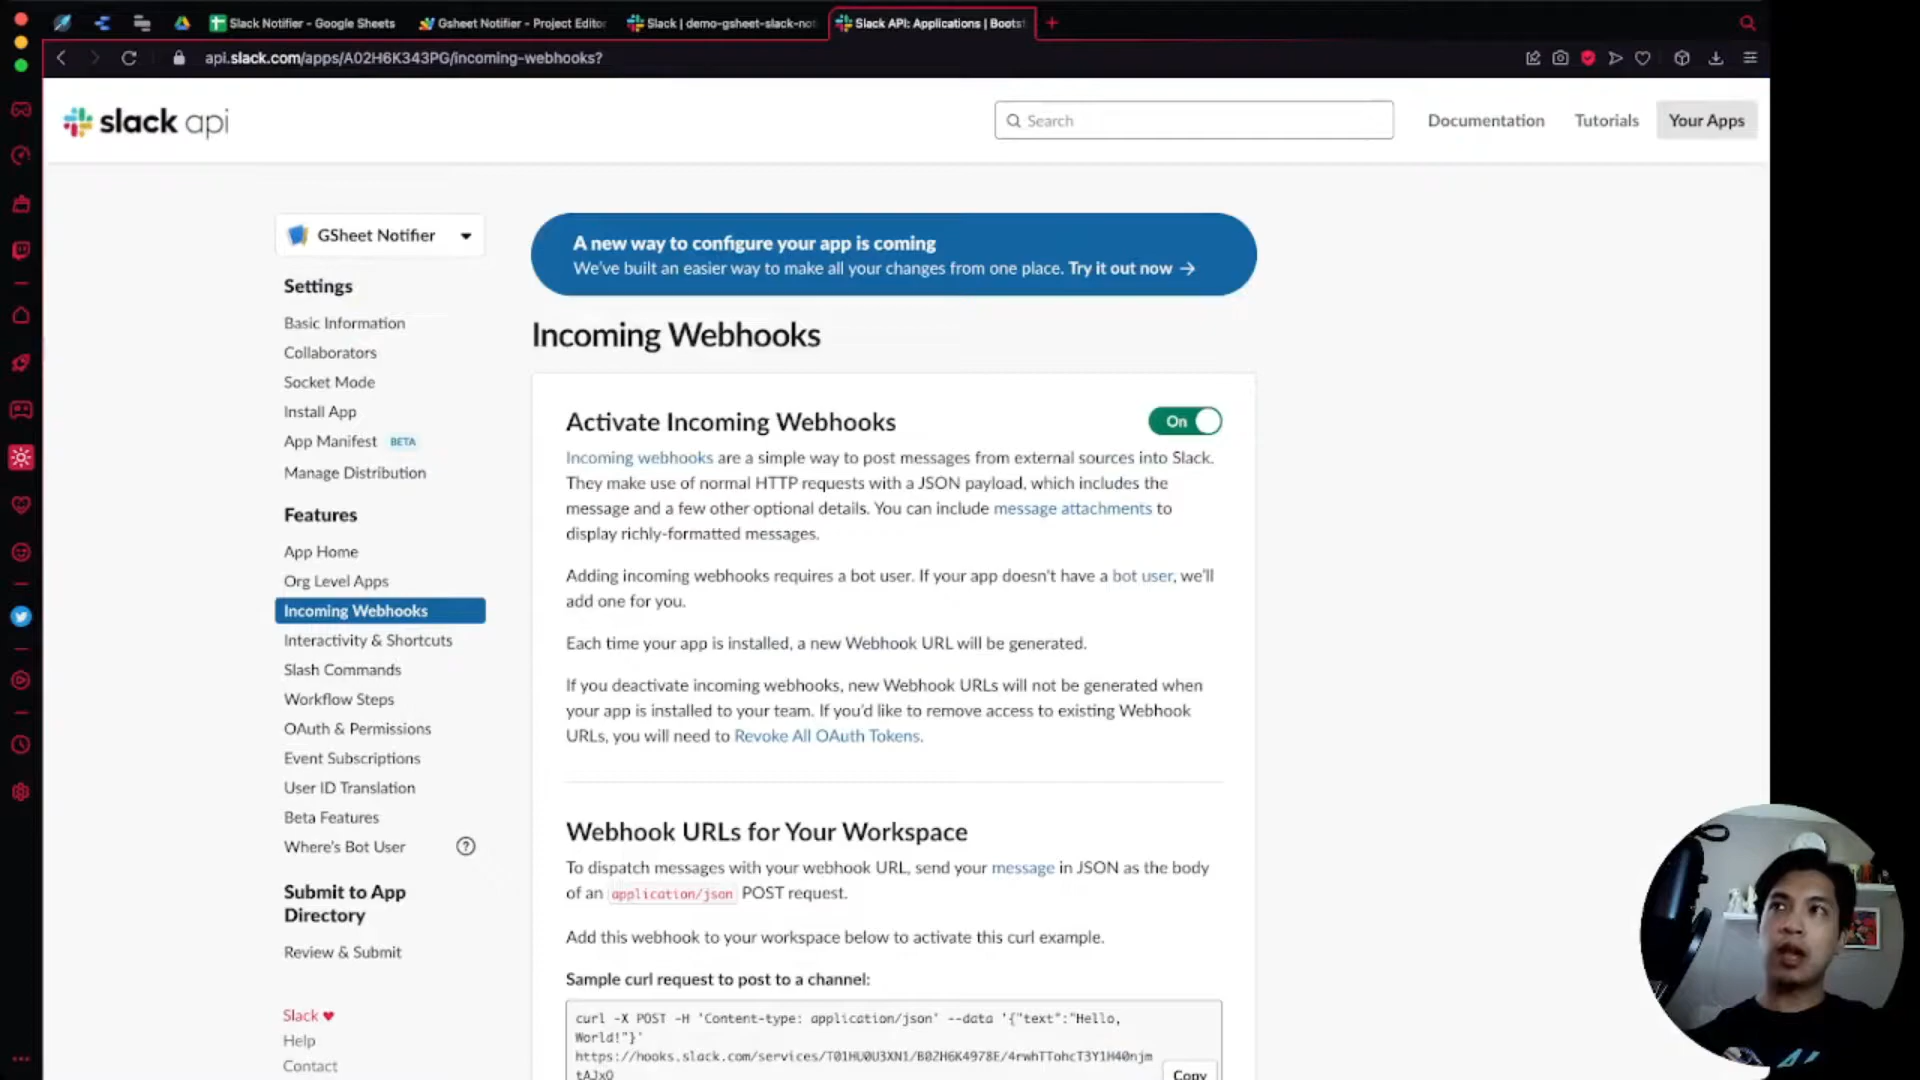 Slack Notifier - Google Sheets
Gsheet Notifier - Project Editor
Slack | demo-gsheet-slack-not
Slack API: Applications | Boots
api.slack.com/apps/A02H6K343PG/incoming-webhooks?
slack api
Search
Documentation
Tutorials
Your Apps
GSheet Notifier
Settings
Basic Information
Collaborators
Socket Mode
Install App
App Manifest BETA
Manage Distribution
Features
App Home
Org Level Apps
Incoming Webhooks
Interactivity & Shortcuts
Slash Commands
Workflow Steps
OAuth & Permissions
Event Subscriptions
User ID Translation
Beta Features
Where's Bot User
Submit to App
Directory
Review & Submit
Slack
Help
Contact
A new way to configure your app is coming
We've built an easier way to make all your changes from one place. Try it out now →
Incoming Webhooks
Activate Incoming Webhooks
On
Incoming webhooks are a simple way to post messages from external sources into Slack.
They make use of normal HTTP requests with a JSON payload, which includes the
message and a few other optional details. You can include message attachments to
display richly-formatted messages.
Adding incoming webhooks requires a bot user. If your app doesn't have a bot user, we'll
add one for you.
Each time your app is installed, a new Webhook URL will be generated.
If you deactivate incoming webhooks, new Webhook URLs will not be generated when
your app is installed to your team. If you'd like to remove access to existing Webhook
URLs, you will need to Revoke All OAuth Tokens.
Webhook URLs for Your Workspace
To dispatch messages with your webhook URL, send your message in JSON as the body
of an application/json POST request.
Add this webhook to your workspace below to activate this curl example.
Sample curl request to post to a channel:
curl -X POST -H 'Content-type: application/json' --data '{"text":"Hello,
World!"}'
https://hooks.slack.com/services/T01HU0U3XN1/B02H6K4978E/4rwhTTohcT3Y1H40njm
tAJxO
Copy